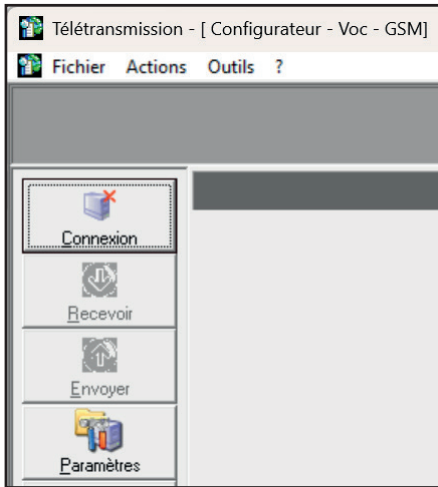 Télétransmission - [ Configurateur - Voc - GSM]
Fichier Actions Outils ?
Connexion
Recevoir
Envoyer
Paramètres